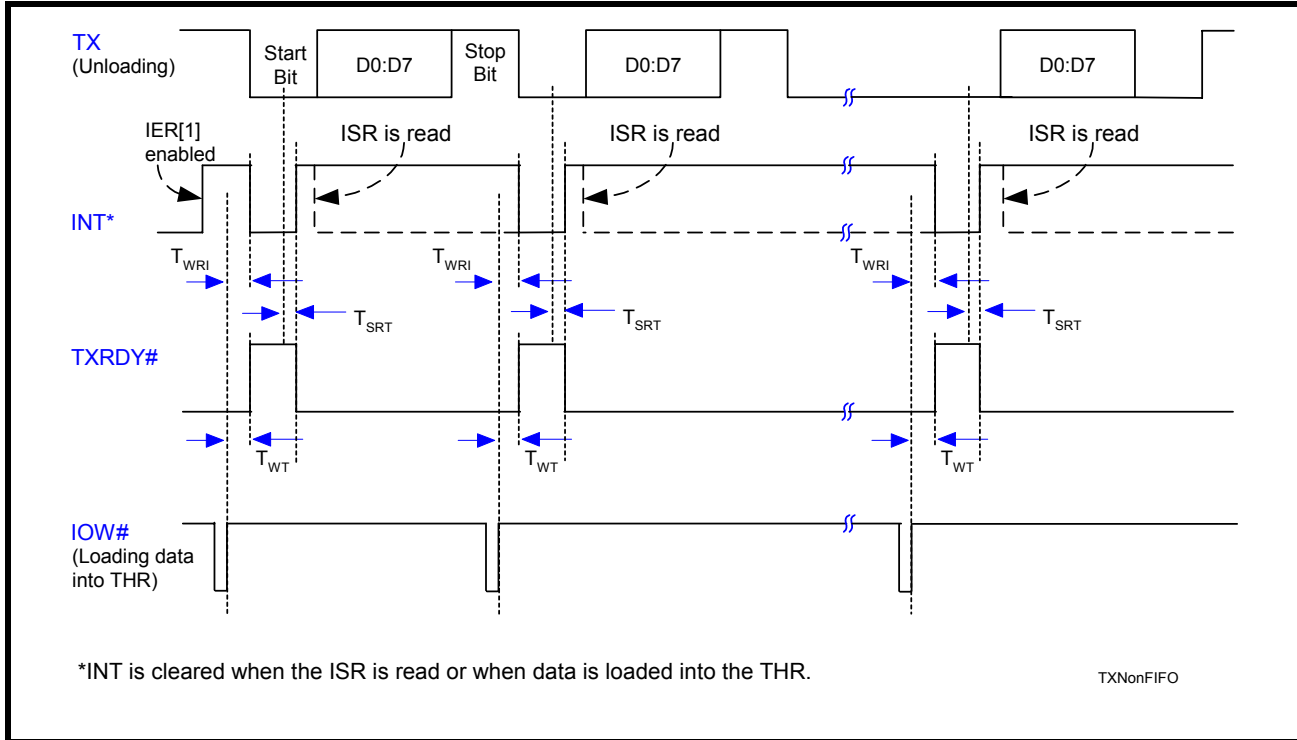 TX
(Unloading)
Start
Bit
D0:D7
Stop
Bit
D0:D7
D0:D7
IER[1]
enabled
ISR is read
ISR is read
ISR is read
INT*
TWRI
TWRI
TWRI
TSRT
TSRT
TSRT
TXRDY#
TWT
TWT
TWT
IOW#
(Loading data
into THR)
*INT is cleared when the ISR is read or when data is loaded into the THR.
TXNonFIFO